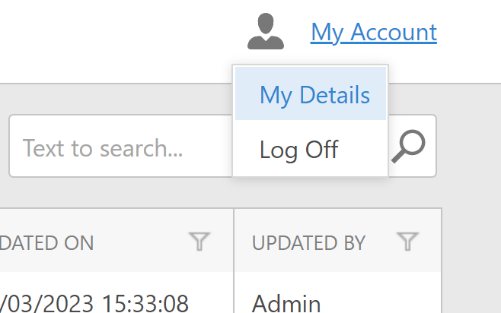 My Account
My Details
Log Off
Text to search...
DATED ON
UPDATED BY
/03/2023 15:33:08
Admin